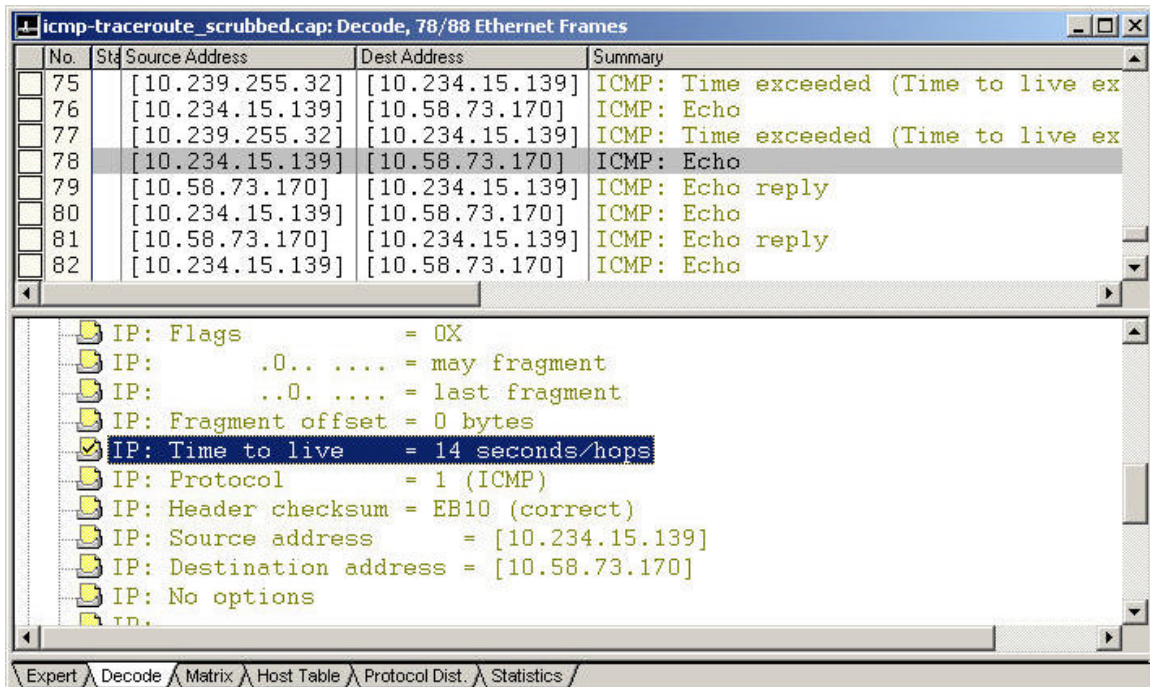 icmp-traceroute_scrubbed.cap: Decode, 78/88 Ethernet Frames
No. Sta Source Address Dest Address Summary
75 [10.239.255.32] [10.234.15.139] ICMP: Time exceeded (Time to live ex
76 [10.234.15.139] [10.58.73.170] ICMP: Echo
77 [10.239.255.32] [10.234.15.139] ICMP: Time exceeded (Time to live ex
78 [10.234.15.139] [10.58.73.170] ICMP: Echo
79 [10.58.73.170] [10.234.15.139] ICMP: Echo reply
80 [10.234.15.139] [10.58.73.170] ICMP: Echo
81 [10.58.73.170] [10.234.15.139] ICMP: Echo reply
82 [10.234.15.139] [10.58.73.170] ICMP: Echo
IP: Flags = 0X
IP: .0.. .... = may fragment
IP: ..0. .... = last fragment
IP: Fragment offset = 0 bytes
IP: Time to live = 14 seconds/hops
IP: Protocol = 1 (ICMP)
IP: Header checksum = EB10 (correct)
IP: Source address = [10.234.15.139]
IP: Destination address = [10.58.73.170]
IP: No options
IP:
Expert Decode Matrix Host Table Protocol Dist. Statistics